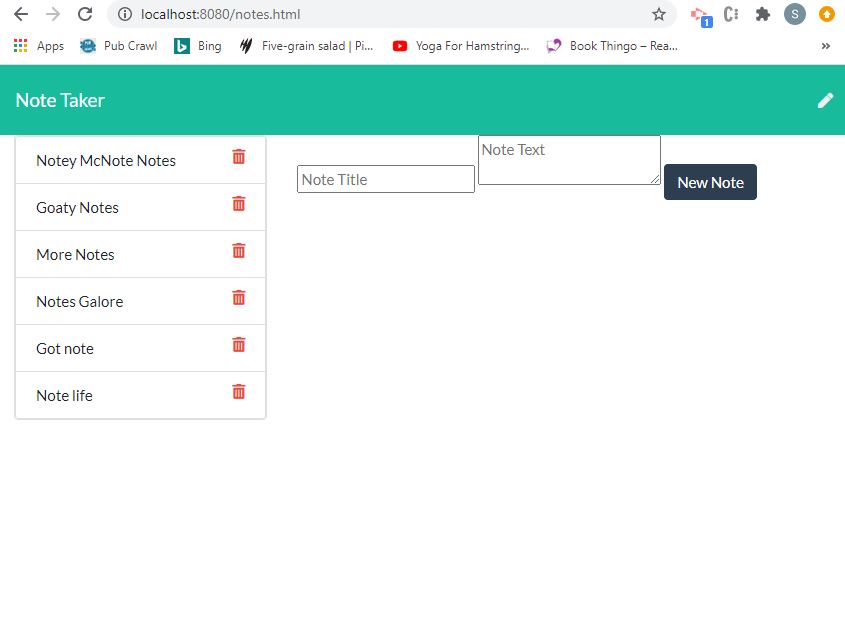 localhost:8080/notes.html
1
S
Apps Pub Crawl Bing Five-grain salad | Pi... Yoga For Hamstring... Book Thingo – Rea... »
Note Taker
Notey McNote Notes
Goaty Notes
More Notes
Notes Galore
Got note
Note life
Note Title
Note Text
New Note